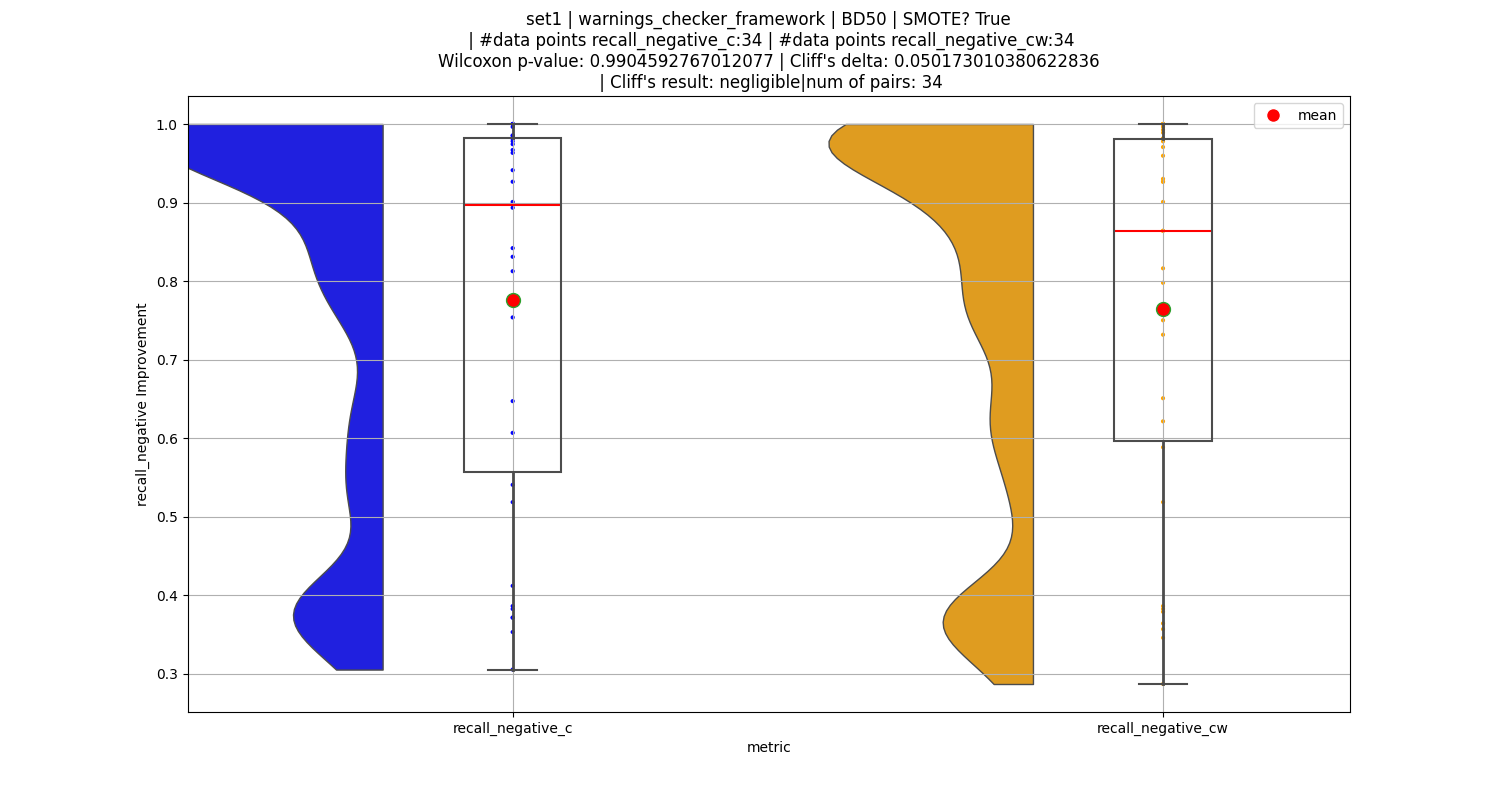 set1 | warnings_checker_framework | BD50 | SMOTE? True
| #data points recall_negative_c:34 | #data points recall_negative_cw:34
Wilcoxon p-value: 0.9904592767012077 | Cliff's delta: 0.050173010380622836
| Cliff's result: negligible|num of pairs: 34
mean
1.0
0.9
0.8
0.7
0.6
0.5
0.4
0.3
recall_negative Improvement
recall_negative_c
recall_negative_cw
metric